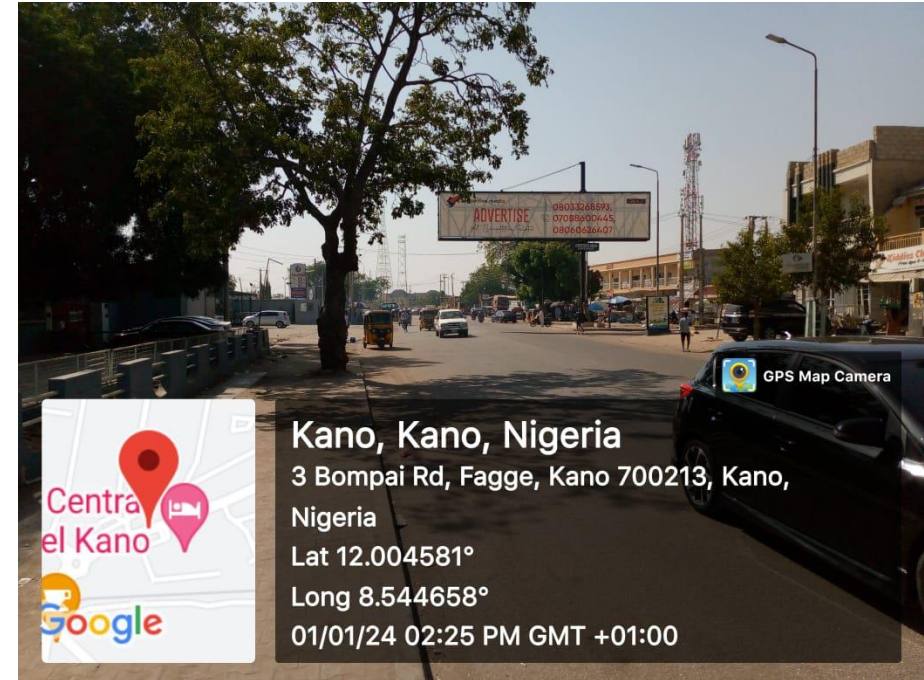 ADVERTISE
08033268593,
07088600445,
08060626407
GPS Map Camera
Kano, Kano, Nigeria
3 Bompai Rd, Fagge, Kano 700213, Kano,
Nigeria
Lat 12.004581°
Long 8.544658°
01/01/24 02:25 PM GMT +01:00
Centra
el Kano
Google